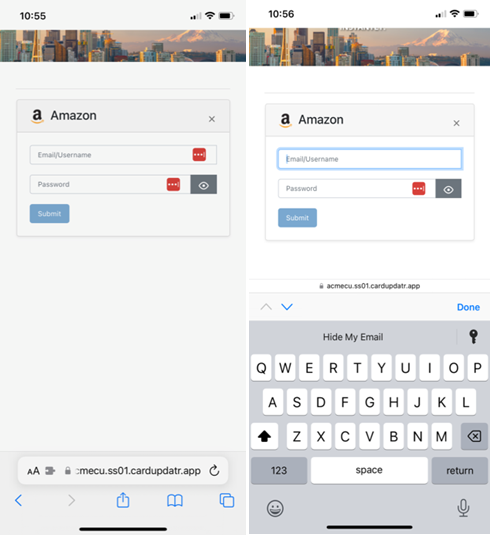 10:55
Amazon
×
Email/Username
Password
Submit
AA
:mecu.ss01.cardupdatr.app
10:56
Amazon
×
Email/Username
Password
Submit
acmecu.ss01.cardupdatr.app
Done
Hide My Email
Q W E R T Y U I O P
A S D F G H J K L
Z X C V B N M
123 space return